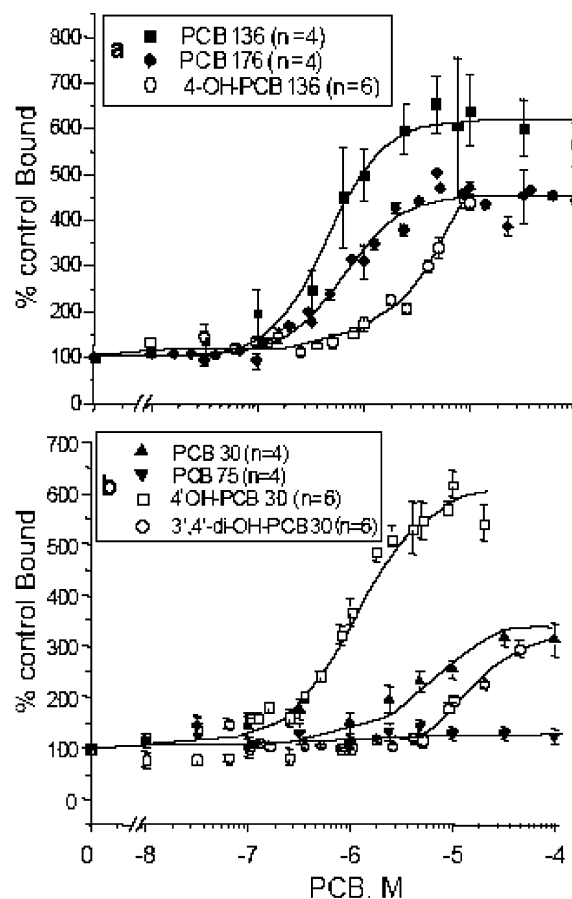 a
PCB 136 (n=4)
PCB 176 (n=4)
4-OH-PCB 136 (n=6)
800
700
600
500
400
300
200
100
0
% control Bound
b
PCB 30 (n=4)
PCB 75 (n=4)
4'OH-PCB 30 (n=6)
3',4'-di-OH-PCB30 (n=6)
700
600
500
400
300
200
100
0
% control Bound
0 -8 -7 -6 -5 -4
PCB, M